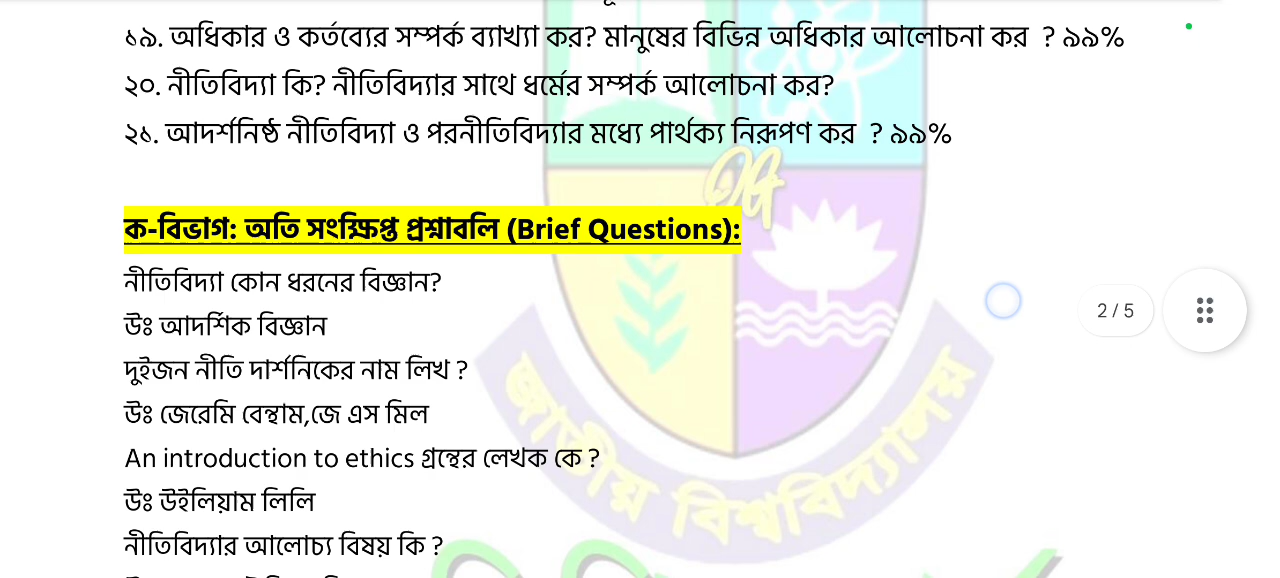 ১৯. অধিকার ও কর্তব্যের সম্পর্ক ব্যাখ্যা কর? মানুষের বিভিন্ন অধিকার আলোচনা কর ? ৯৯%
২০. নীতিবিদ্যা কি? নীতিবিদ্যার সাথে ধর্মের সম্পর্ক আলোচনা কর?
২১. আদর্শনিষ্ঠ নীতিবিদ্যা ও পরনীতিবিদ্যার মধ্যে পার্থক্য নিরূপণ কর ? ৯৯%
ক-বিভাগ: অতি সংক্ষিপ্ত প্রশ্নাবলি (Brief Questions):
নীতিবিদ্যা কোন ধরনের বিজ্ঞান?
উঃ আদর্শিক বিজ্ঞান
দুইজন নীতি দার্শনিকের নাম লিখ ?
উঃ জেরেমি বেন্থাম,জে এস মিল
An introduction to ethics গ্রন্থের লেখক কে ?
উঃ উইলিয়াম লিলি
নীতিবিদ্যার আলোচ্য বিষয় কি ?
2 / 5
জাতীয় বিশ্ববিদ্যালয়